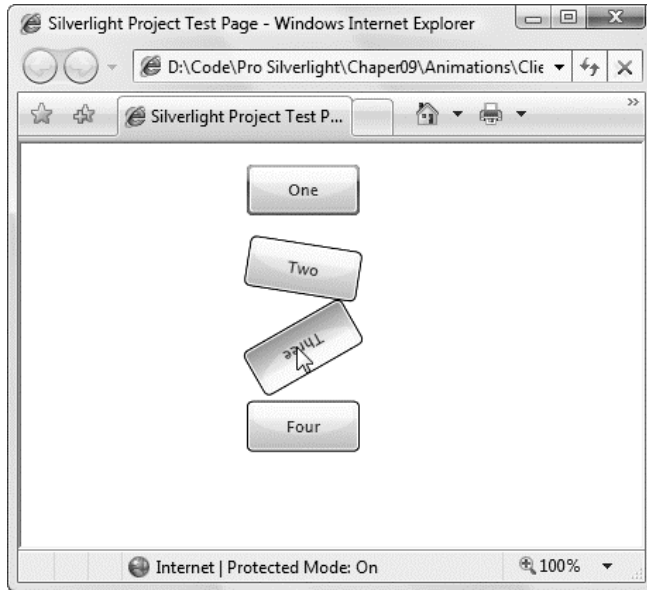 Silverlight Project Test Page - Windows Internet Explorer
D:\Code\Pro Silverlight\Chaper09\Animations\Clie
Silverlight Project Test P...
One
Two
Three
Four
Internet | Protected Mode: On
100%